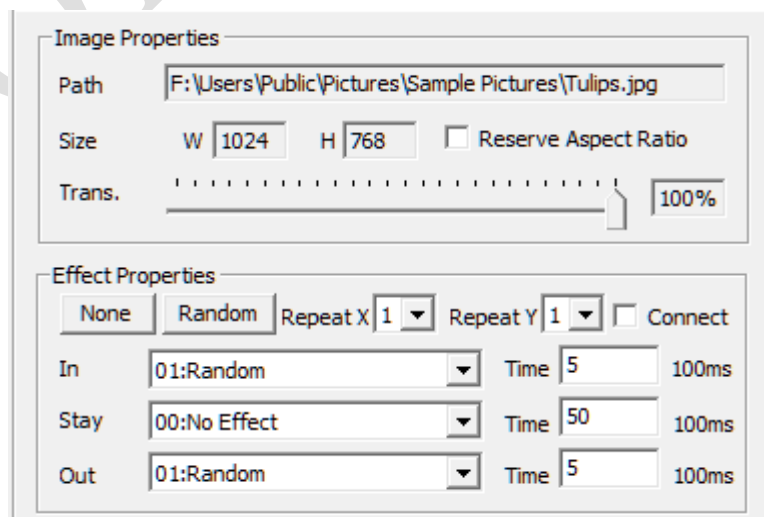 Image Properties
Path F:\Users\Public\Pictures\Sample Pictures\Tulips.jpg
Size W 1024 H 768 Reserve Aspect Ratio
Trans. 100%
Effect Properties
None Random Repeat X 1 Repeat Y 1 Connect
In 01:Random Time 5 100ms
Stay 00:No Effect Time 50 100ms
Out 01:Random Time 5 100ms